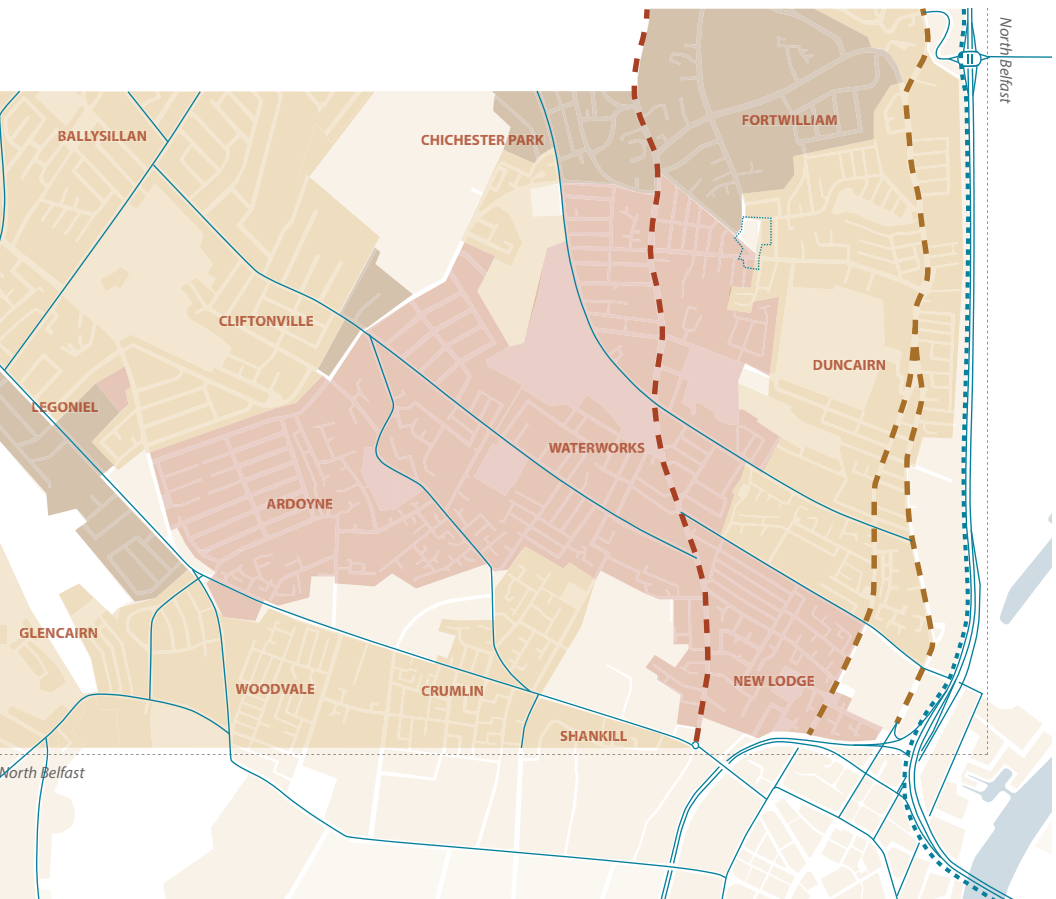 North Belfast
FORTWILLIAM
BALLYSILLAN
CHICHESTER PARK
CLIFTONVILLE
DUNCAIRN
LEGONIEL
WATERWORKS
ARDOYNE
GLENCAIRN
NEW LODGE
WOODVALE
CRUMLIN
SHANKILL
North Belfast